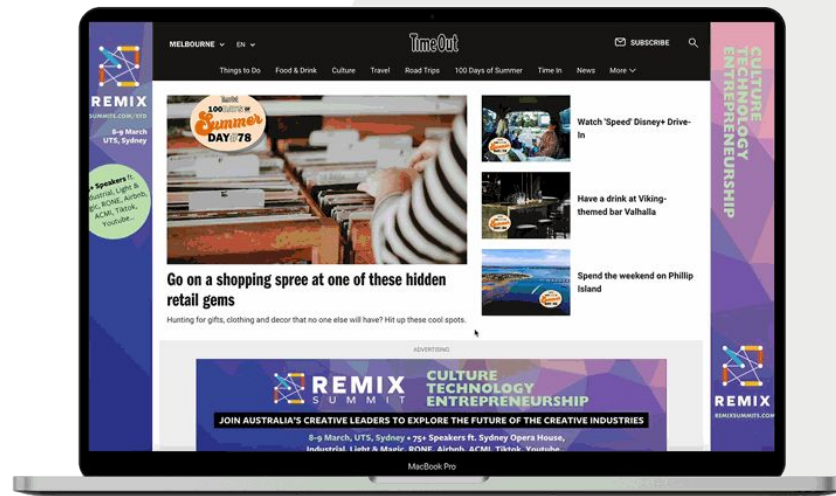 REMIX
SUMMITS.COM/SYD
8-9 March
UTS, Sydney
+ Speakers ft.
Industrial, Light &
Magic, RONE, Airbnb,
ACMI, Tiktok,
Youtube...
MELBOURNE
EN
TimeOut
SUBSCRIBE
Things to Do Food & Drink Culture Travel Road Trips 100 Days of Summer Time In News More
100 DAYS OF
Summer
DAY#78
Go on a shopping spree at one of these hidden
retail gems
Hunting for gifts, clothing and decor that no one else will have? Hit up these cool spots.
Watch 'Speed' Disney+ Drive-
In
Have a drink at Viking-
themed bar Valhalla
Spend the weekend on Phillip
Island
ADVERTISING
REMIX
SUMMIT
CULTURE
TECHNOLOGY
ENTREPRENEURSHIP
JOIN AUSTRALIA'S CREATIVE LEADERS TO EXPLORE THE FUTURE OF THE CREATIVE INDUSTRIES
8-9 March, UTS, Sydney + 75+ Speakers ft. Sydney Opera House,
Industrial, Light & Magic, RONE, Airbnb, ACMI, Tiktok, Youtube...
CULTURE
TECHNOLOGY
ENTREPRENEURSHIP
REMIX
REMIXSUMMITS.COM
MacBook Pro